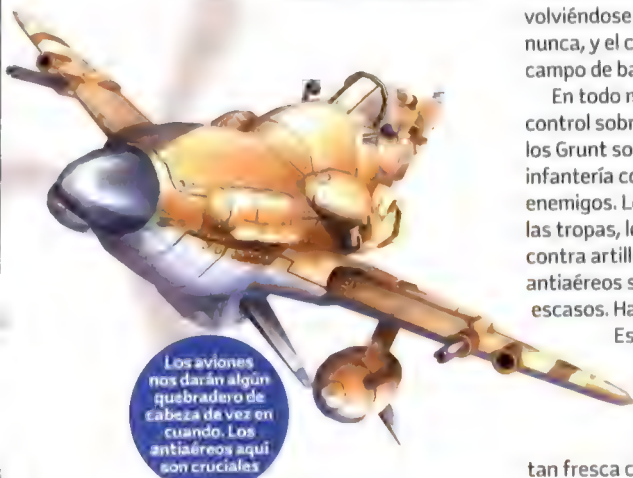 volviéndose
nunca, y el c
campo de ba
En todo m
control sobr
los Grunt so
infantería co
enemigos. Lo
las tropas, lo
contra artill
antiaéreos s
escasos. Ha
Es
tan fresca c
Los aviones
nos darán algún
quebradero de
cabeza de vez en
cuando. Los
antiaéreos aquí
son cruciales